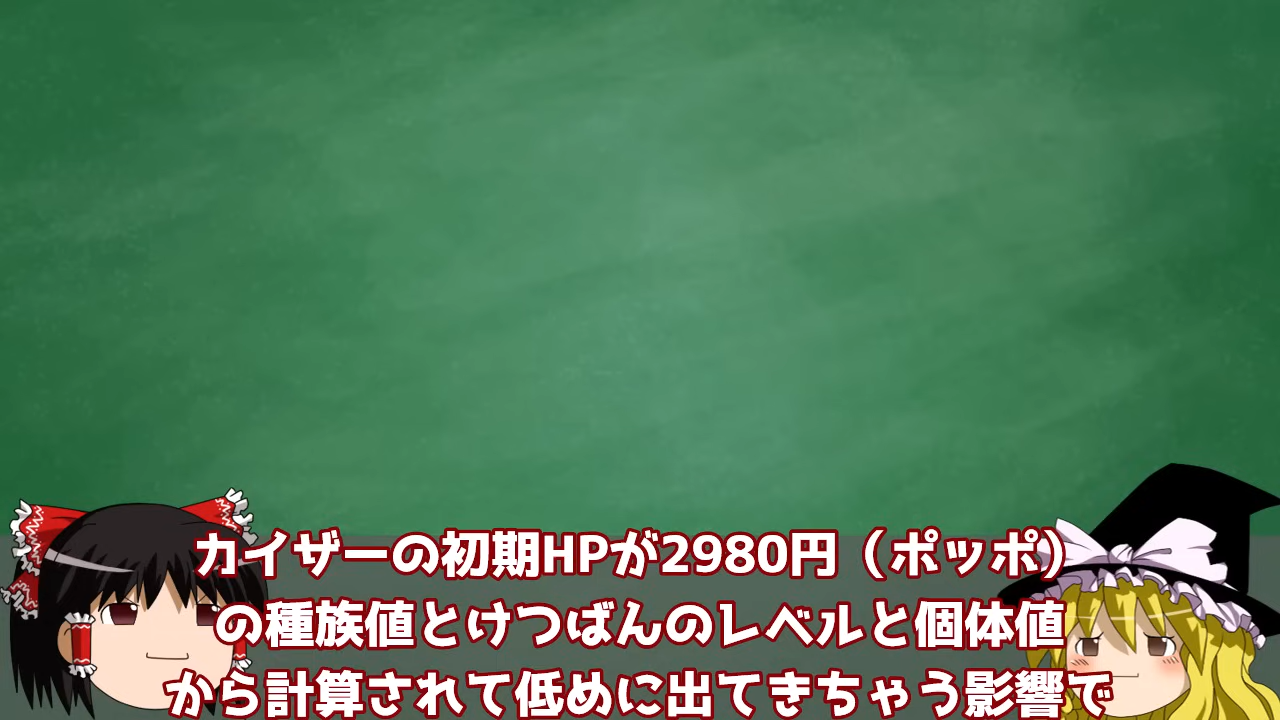 カイザーの初期HPが2980円（ポッポ）
の種族値とけつばんのレベルと個体値
から計算されて低めに出てきちゃう影響で